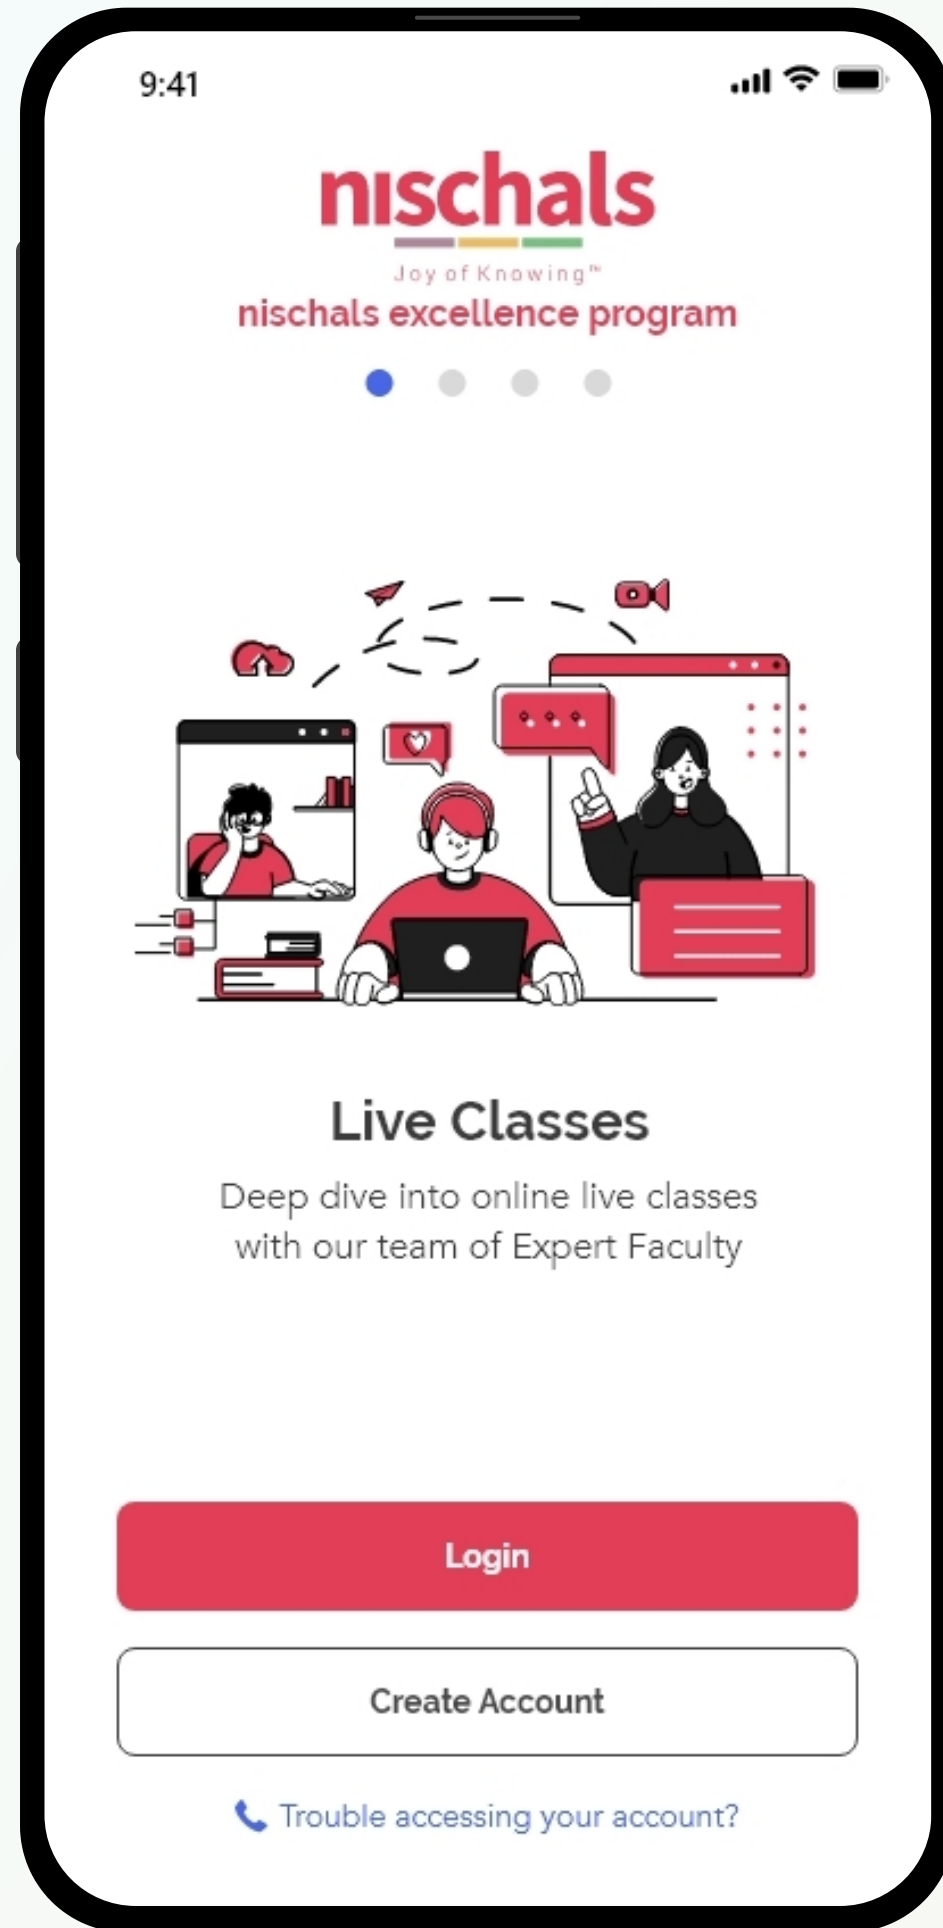 9:41
nischals
Joy of Knowing™
nischals excellence program
Live Classes
Deep dive into online live classes
with our team of Expert Faculty
Login
Create Account
Trouble accessing your account?